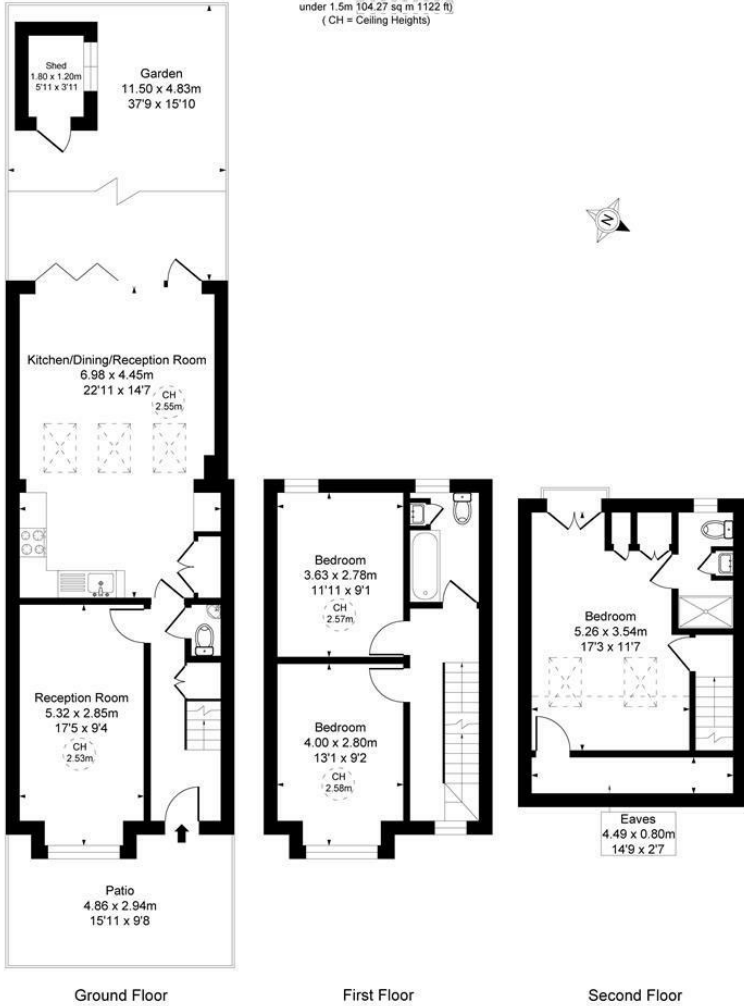 under 1.5m 104.27 sq m 1122 ft)
( CH = Ceiling Heights)
Shed
1.80 x 1.20m
5'11 x 3'11
Garden
11.50 x 4.83m
37'9 x 15'10
N
Kitchen/Dining/Reception Room
6.98 x 4.45m
22'11 x 14'7
CH
2.55m
Bedroom
3.63 x 2.78m
11'11 x 9'1
CH
2.57m
Bedroom
5.26 x 3.54m
17'3 x 11'7
Reception Room
5.32 x 2.85m
17'5 x 9'4
CH
2.53m
Bedroom
4.00 x 2.80m
13'1 x 9'2
CH
2.58m
Eaves
4.49 x 0.80m
14'9 x 2'7
Patio
4.86 x 2.94m
15'11 x 9'8
Ground Floor
First Floor
Second Floor